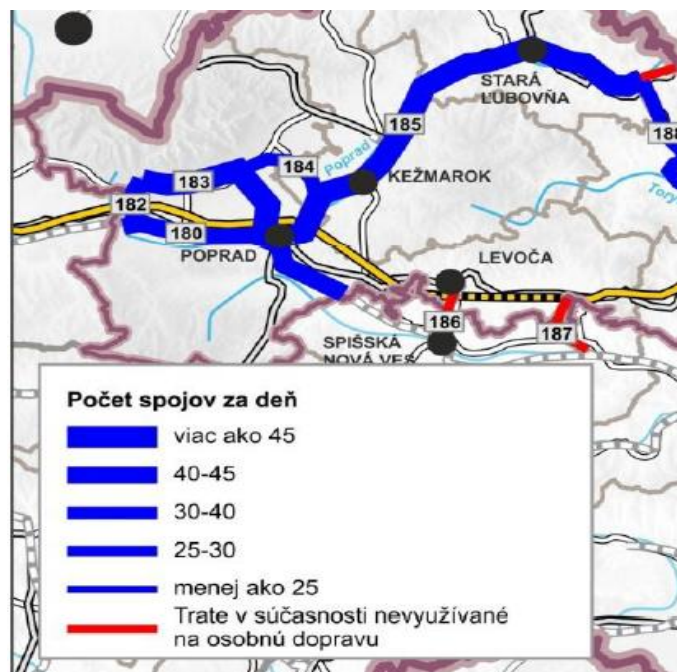 STARÁ
ĽUBOVŇA
185
188
Poprad
184
183
KEŽMAROK
182
180
POPRAD
LEVOČA
186
187
SPIŠSKÁ
NOVÁ VES
Počet spojov za deň
viac ako 45
40-45
30-40
25-30
menej ako 25
Trate v súčasnosti nevyužívané
na osobnú dopravu